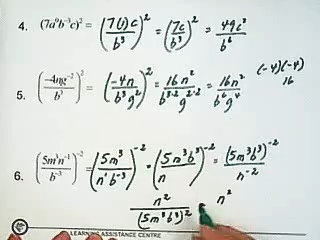 4. (7a⁰b⁻³c)² = (7(1)c/b³)² = (7c/b³)² = 49c²/b⁶
(-4)(-4)
16
5. (-4ng⁻²/b³)² = (-4n/b³g²)² = 16n²/b³·²g²·² = 16n²/b⁶g⁴
6. (5m³n⁻¹/b⁻³)⁻² = (5m³/n¹b⁻³)⁻² = (5m³b³/n)⁻² = (5m³b³)⁻²/n⁻²
n²/(5m³b³)² = n²
LEARNING ASSISTANCE CENTRE